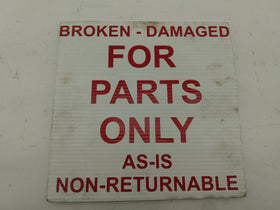 BROKEN - DAMAGED
FOR
PARTS
ONLY
AS-IS
NON-RETURNABLE